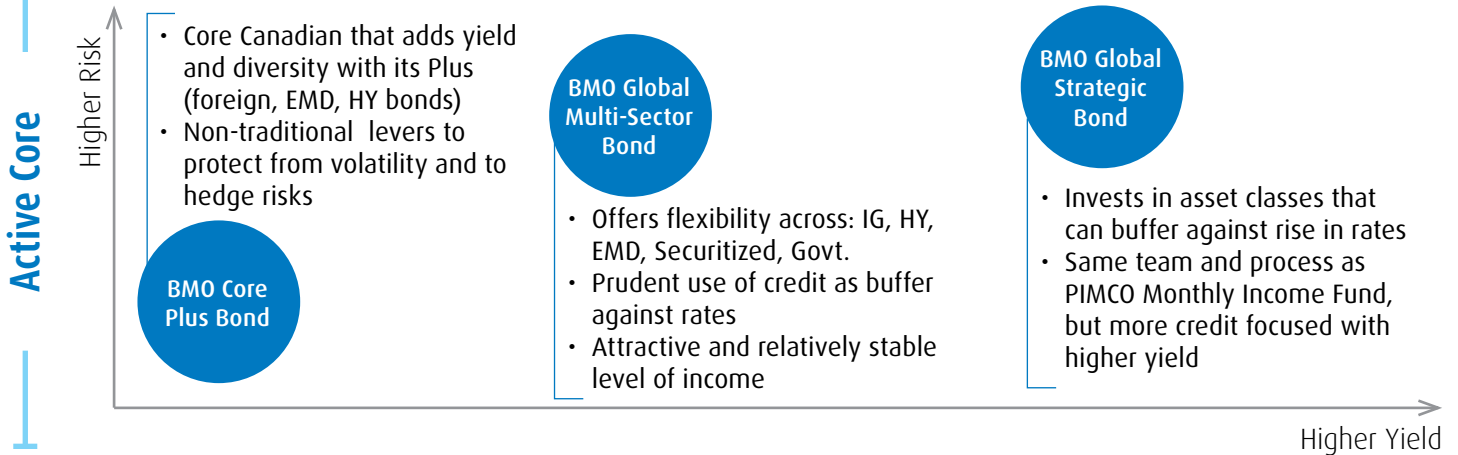 Active Core
Higher Risk
• Core Canadian that adds yield
and diversity with its Plus
(foreign, EMD, HY bonds)
• Non-traditional levers to
protect from volatility and to
hedge risks
BMO Core
Plus Bond
BMO Global
Multi-Sector
Bond
• Offers flexibility across: IG, HY,
EMD, Securitized, Govt.
• Prudent use of credit as buffer
against rates
• Attractive and relatively stable
level of income
BMO Global
Strategic
Bond
• Invests in asset classes that
can buffer against rise in rates
• Same team and process as
PIMCO Monthly Income Fund,
but more credit focused with
higher yield
Higher Yield